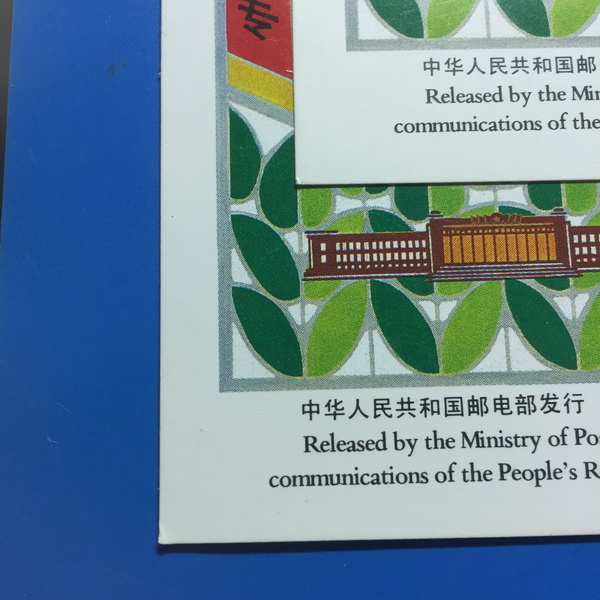 中华人民共和国邮
Released by the Min
communications of the
中华人民共和国邮电部发行
Released by the Ministry of Po
communications of the People's R